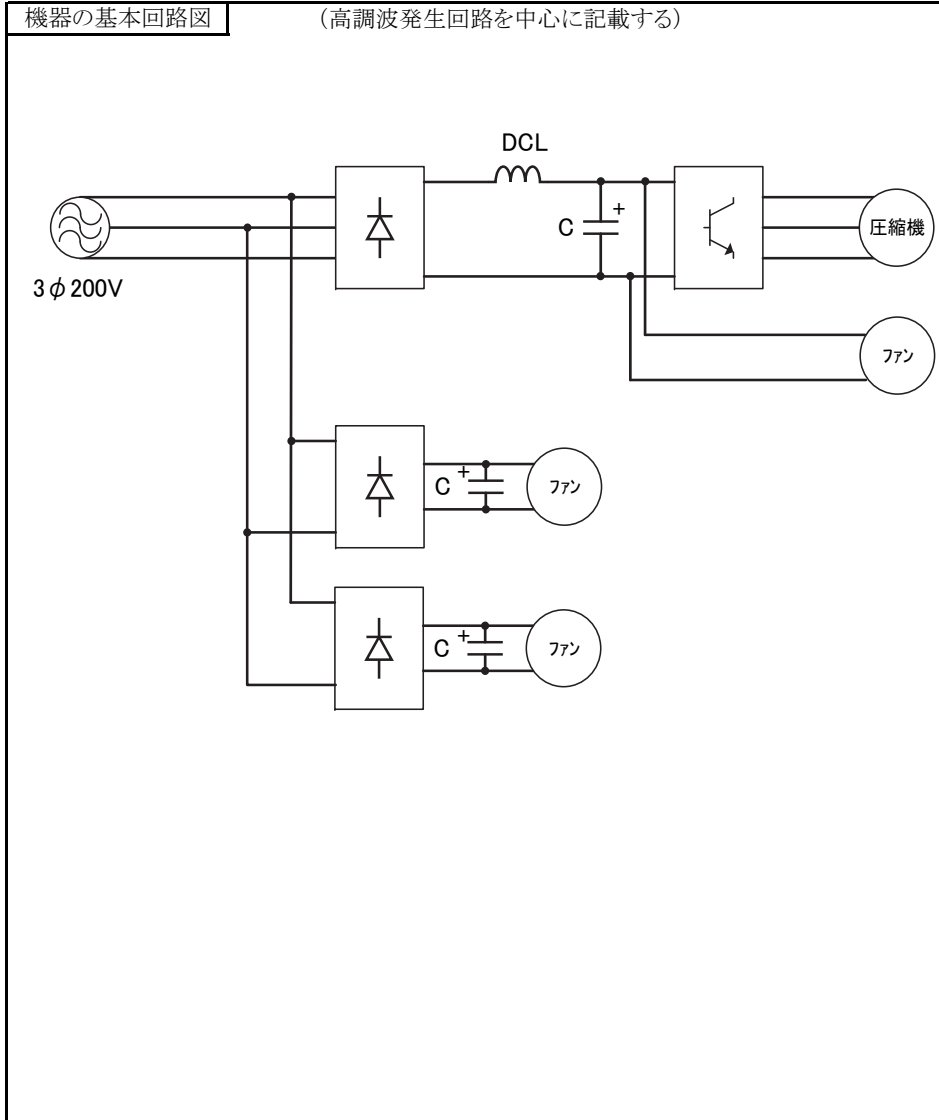 機器の基本回路図 (高調波発生回路を中心に記載する)
DCL
C +
圧縮機
3φ200V
ファン
C + ファン
C + ファン